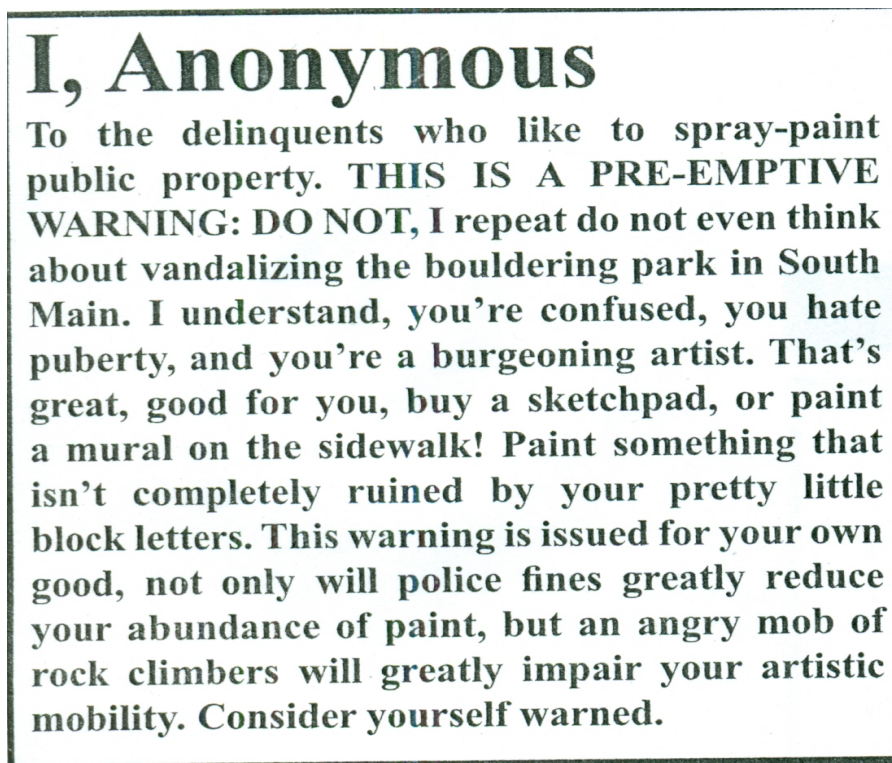 I, Anonymous
To the delinquents who like to spray-paint
public property. THIS IS A PRE-EMPTIVE
WARNING: DO NOT, I repeat do not even think
about vandalizing the bouldering park in South
Main. I understand, you're confused, you hate
puberty, and you're a burgeoning artist. That's
great, good for you, buy a sketchpad, or paint
a mural on the sidewalk! Paint something that
isn't completely ruined by your pretty little
block letters. This warning is issued for your own
good, not only will police fines greatly reduce
your abundance of paint, but an angry mob of
rock climbers will greatly impair your artistic
mobility. Consider yourself warned.